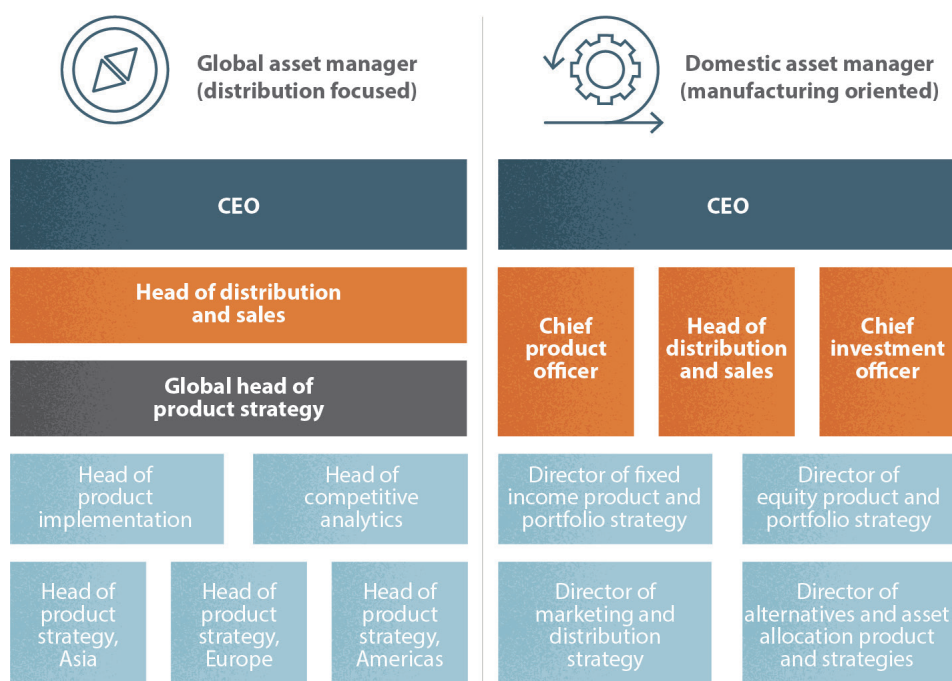 Global asset manager
(distribution focused)
CEO
Head of distribution
and sales
Global head of
product strategy
Head of
product
implementation
Head of
competitive
analytics
Head of
product
strategy,
Asia
Head of
product
strategy,
Europe
Head of
product
strategy,
Americas
Domestic asset manager
(manufacturing oriented)
CEO
Chief
product
officer
Head of
distribution
and sales
Chief
investment
officer
Director of fixed
income product and
portfolio strategy
Director of
equity product and
portfolio strategy
Director of
marketing and
distribution
strategy
Director of
alternatives and asset
allocation product
and strategies